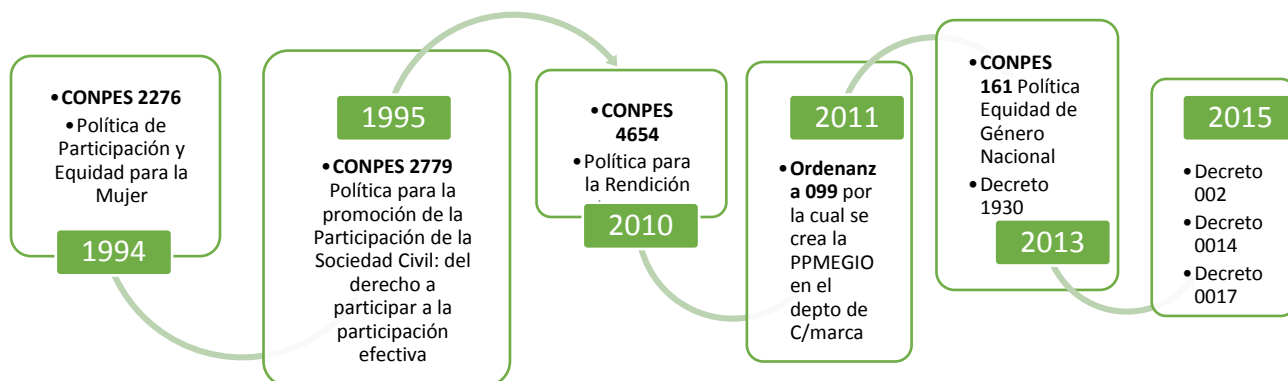 •CONPES 2276
•Política de
Participación y
Equidad para la
Mujer
1994
1995
•CONPES 2779
Política para la
promoción de la
Participación de la
Sociedad Civil: del
derecho a
participar a la
participación
efectiva
•CONPES
4654
•Política para
la Rendición
2010
2011
•Ordenanz
a 099 por
la cual se
crea la
PPMEGIO
en el
depto de
C/marca
•CONPES
161 Política
Equidad de
Género
Nacional
•Decreto
1930
2013
2015
•Decreto
002
•Decreto
0014
•Decreto
0017